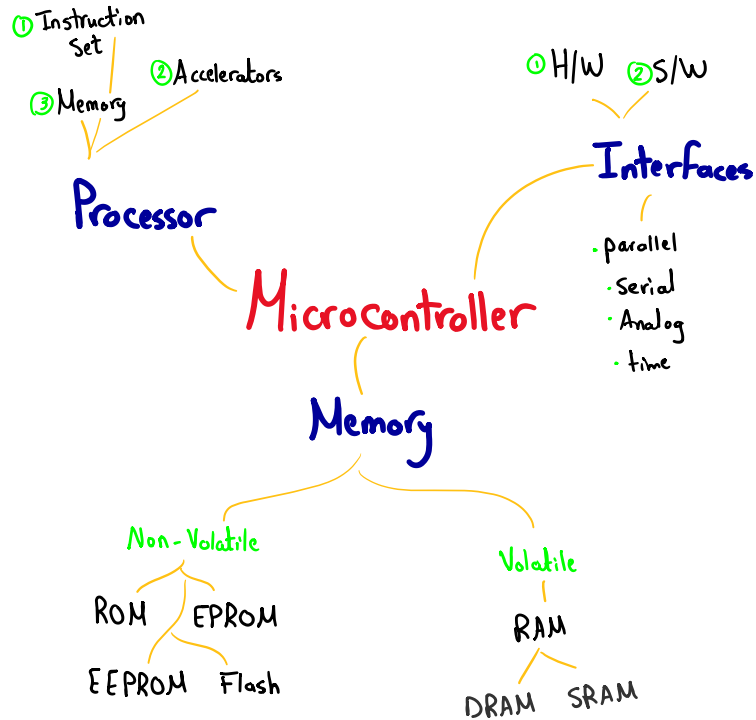 ① Instruction
Set
② Accelerators
③ Memory
Processor
① H/W
② S/W
Interfaces
· parallel
· serial
· Analog
· time
Microcontroller
Memory
Non-Volatile
ROM
EPROM
EEPROM
Flash
Volatile
RAM
DRAM
SRAM